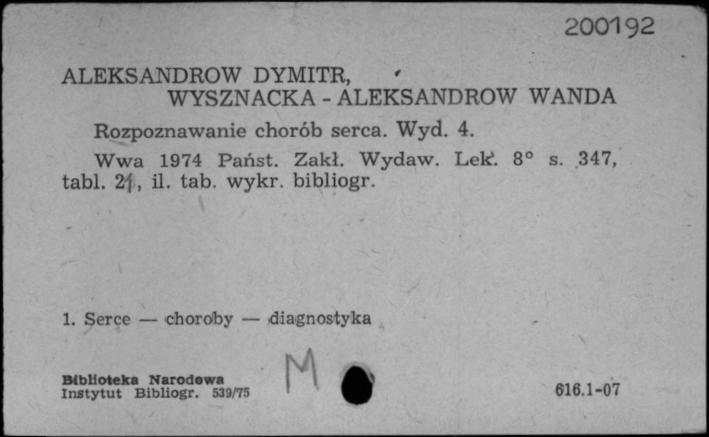 200192
ALEKSANDROW DYMITR,
WYSZNACKA - ALEKSANDROW WANDA
Rozpoznawanie chorób serca. Wyd. 4.
Wwa 1974 Państ. Zakł. Wydaw. Lek. 8° s. 347,
tabl. 21, il. tab. wykr. bibliogr.
1. Serce — choroby — diagnostyka
M
Biblioteka Narodowa
Instytut Bibliogr. 539/75
616.1-07